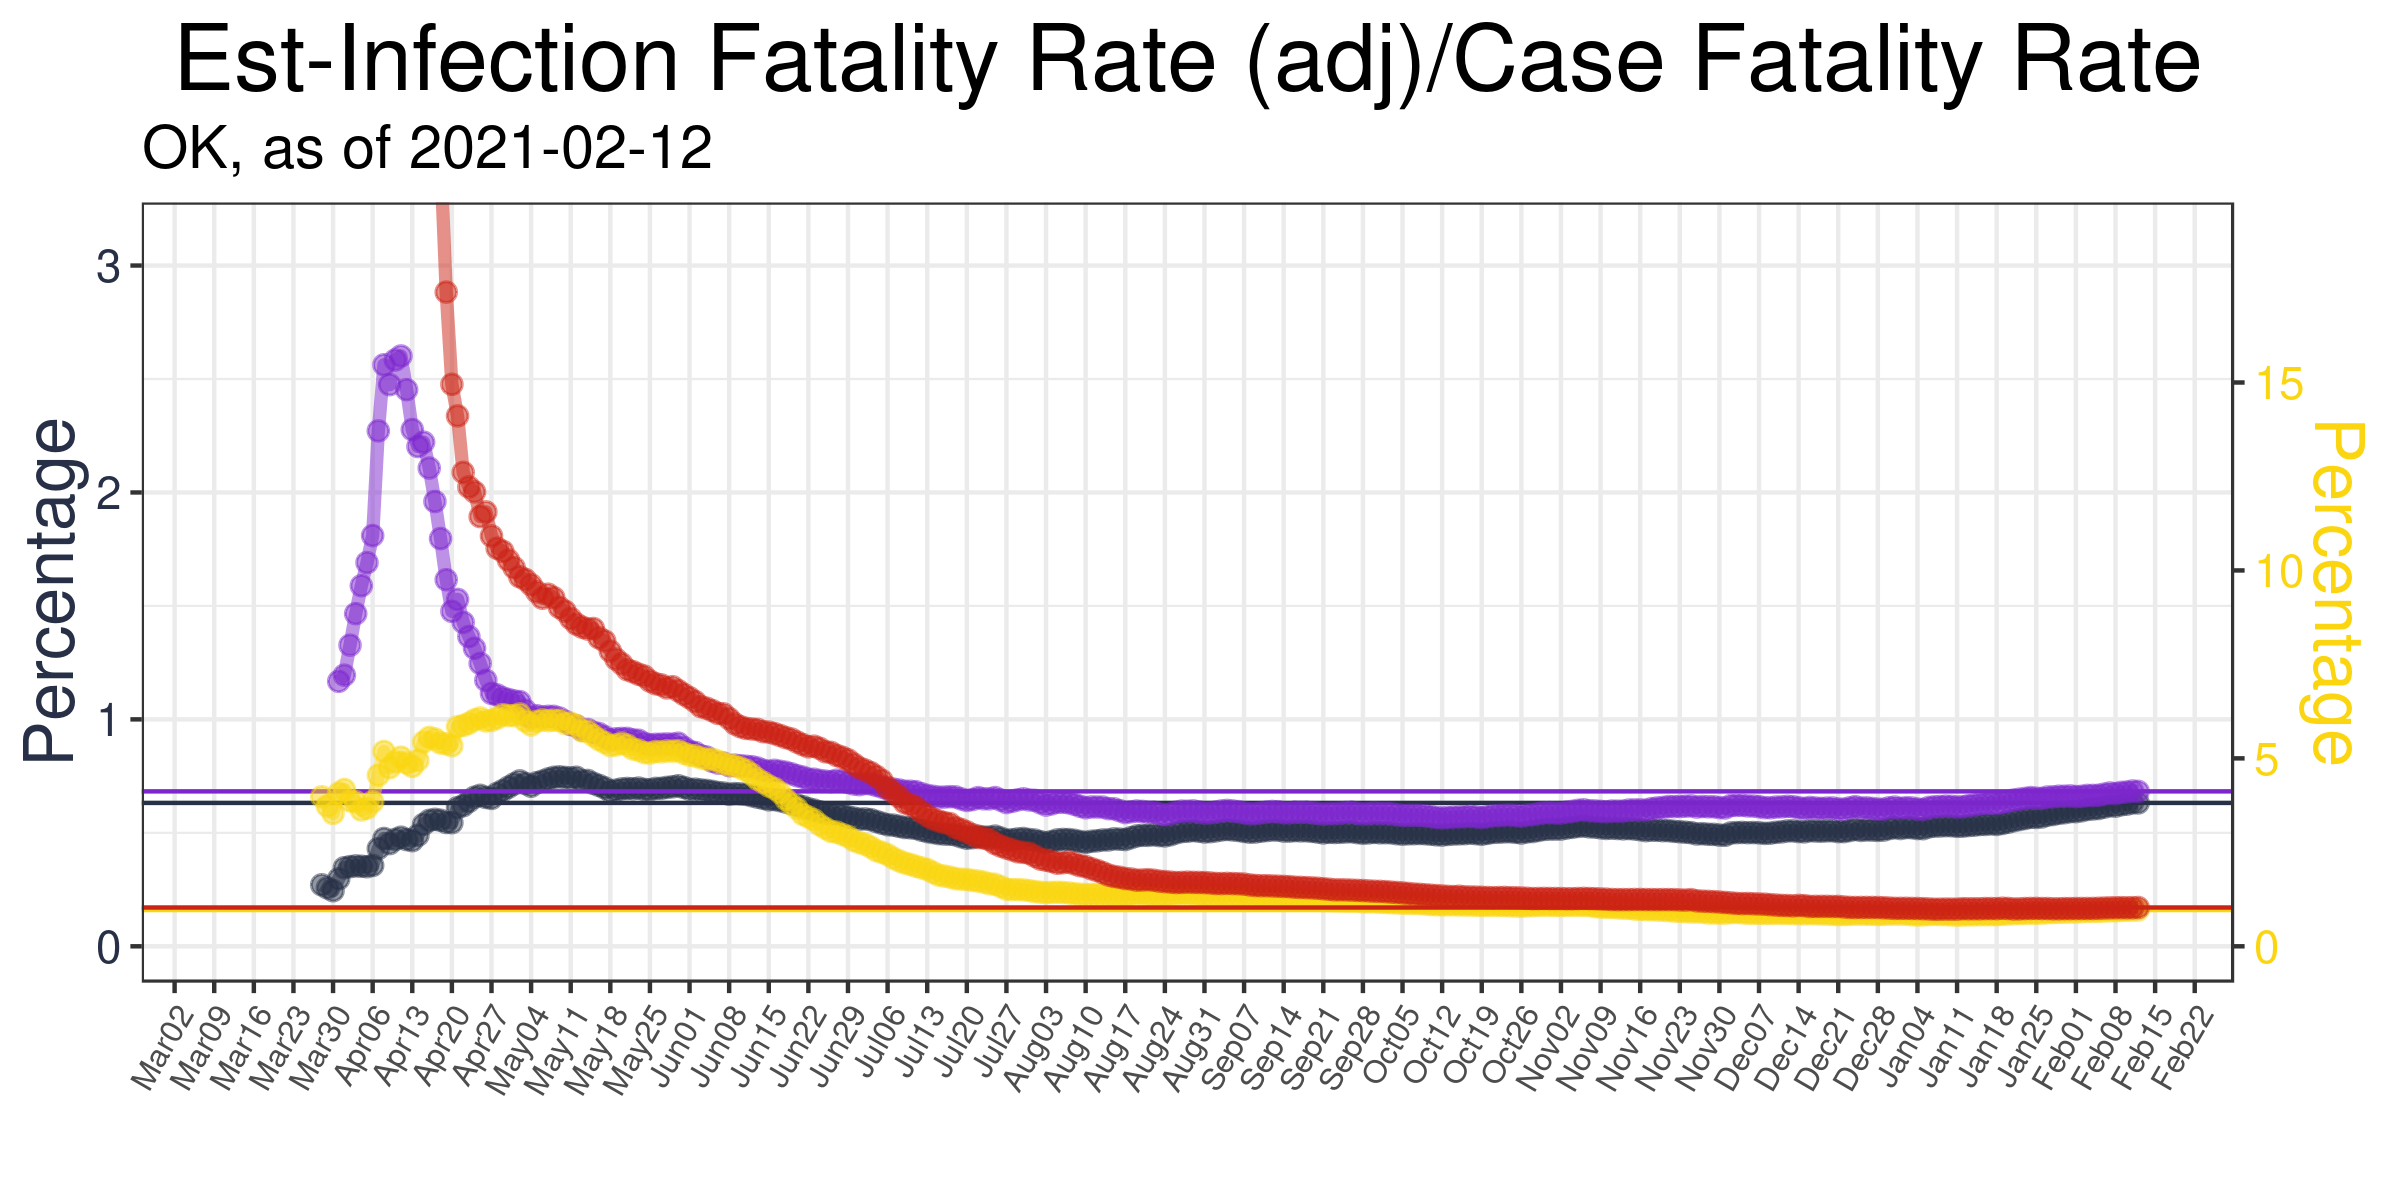 Est-Infection Fatality Rate (adj)/Case Fatality Rate
OK, as of 2021-02-12
Percentage
3
2
1
0
15
10
5
0
Percentage
Mar02
Mar09
Mar16
Mar23
Mar30
Apr06
Apr13
Apr20
Apr27
May04
May11
May18
May25
Jun01
Jun08
Jun15
Jun22
Jun29
Jul06
Jul13
Jul20
Jul27
Aug03
Aug10
Aug17
Aug24
Aug31
Sep07
Sep14
Sep21
Sep28
Oct05
Oct12
Oct19
Oct26
Nov02
Nov09
Nov16
Nov23
Nov30
Dec07
Dec14
Dec21
Dec28
Jan04
Jan11
Jan18
Jan25
Feb01
Feb08
Feb15
Feb22